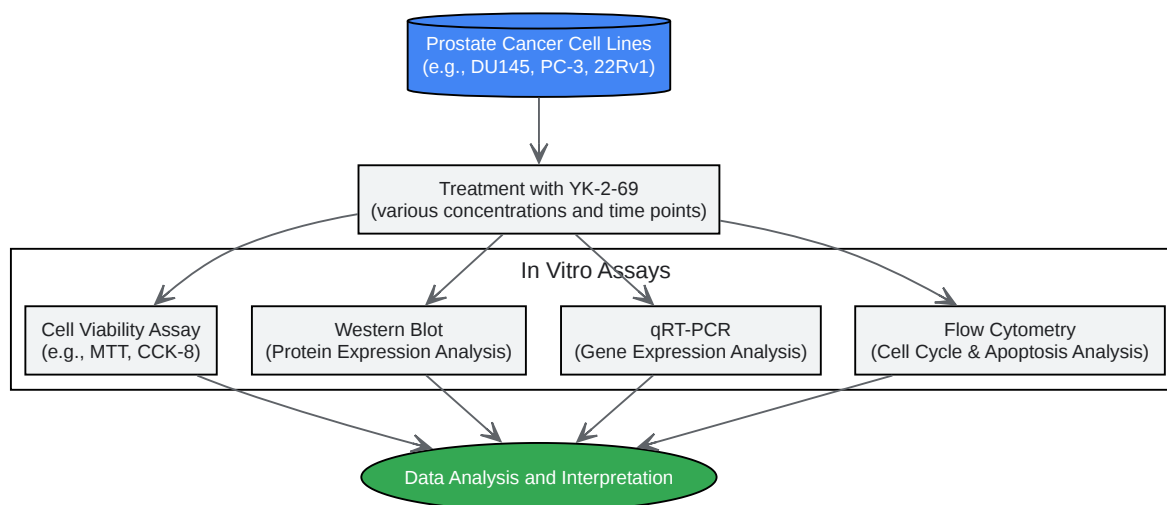 Prostate Cancer Cell Lines
(e.g., DU145, PC-3, 22Rv1)
Treatment with YK-2-69
(various concentrations and time points)
In Vitro Assays
Cell Viability Assay
(e.g., MTT, CCK-8)
Western Blot
(Protein Expression Analysis)
qRT-PCR
(Gene Expression Analysis)
Flow Cytometry
(Cell Cycle & Apoptosis Analysis)
Data Analysis and Interpretation